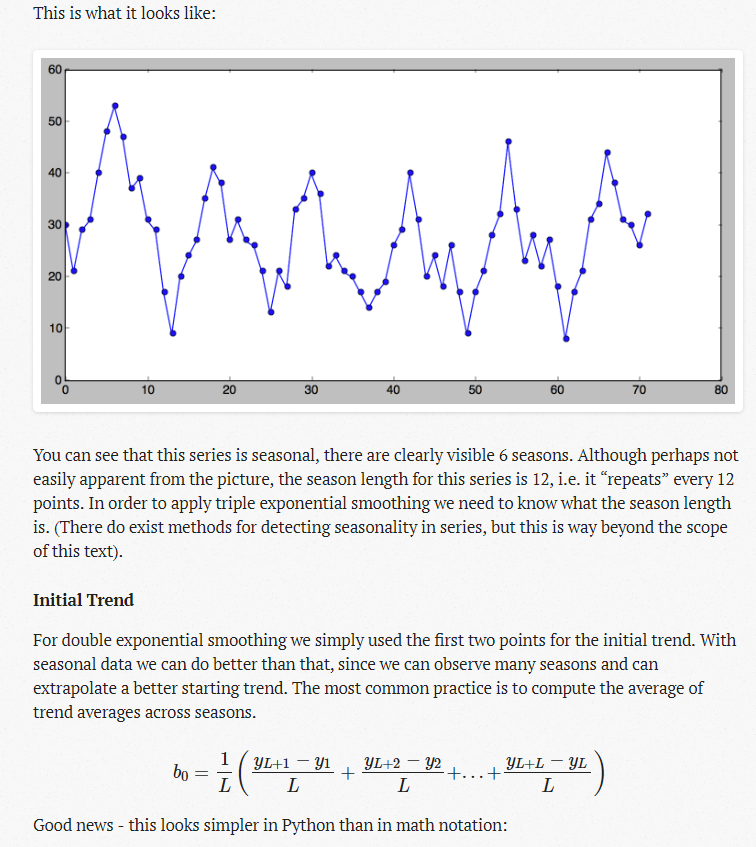 This is what it looks like:
60
50
40
30
20
10
0
0 10 20 30 40 50 60 70 80
You can see that this series is seasonal, there are clearly visible 6 seasons. Although perhaps not
easily apparent from the picture, the season length for this series is 12, i.e. it “repeats” every 12
points. In order to apply triple exponential smoothing we need to know what the season length
is. (There do exist methods for detecting seasonality in series, but this is way beyond the scope
of this text).
Initial Trend
For double exponential smoothing we simply used the first two points for the initial trend. With
seasonal data we can do better than that, since we can observe many seasons and can
extrapolate a better starting trend. The most common practice is to compute the average of
trend averages across seasons.
b₀ = 1/L ( (y_{L+1} − y₁)/L + (y_{L+2} − y₂)/L + … + (y_{L+L} − y_L)/L )
Good news - this looks simpler in Python than in math notation: